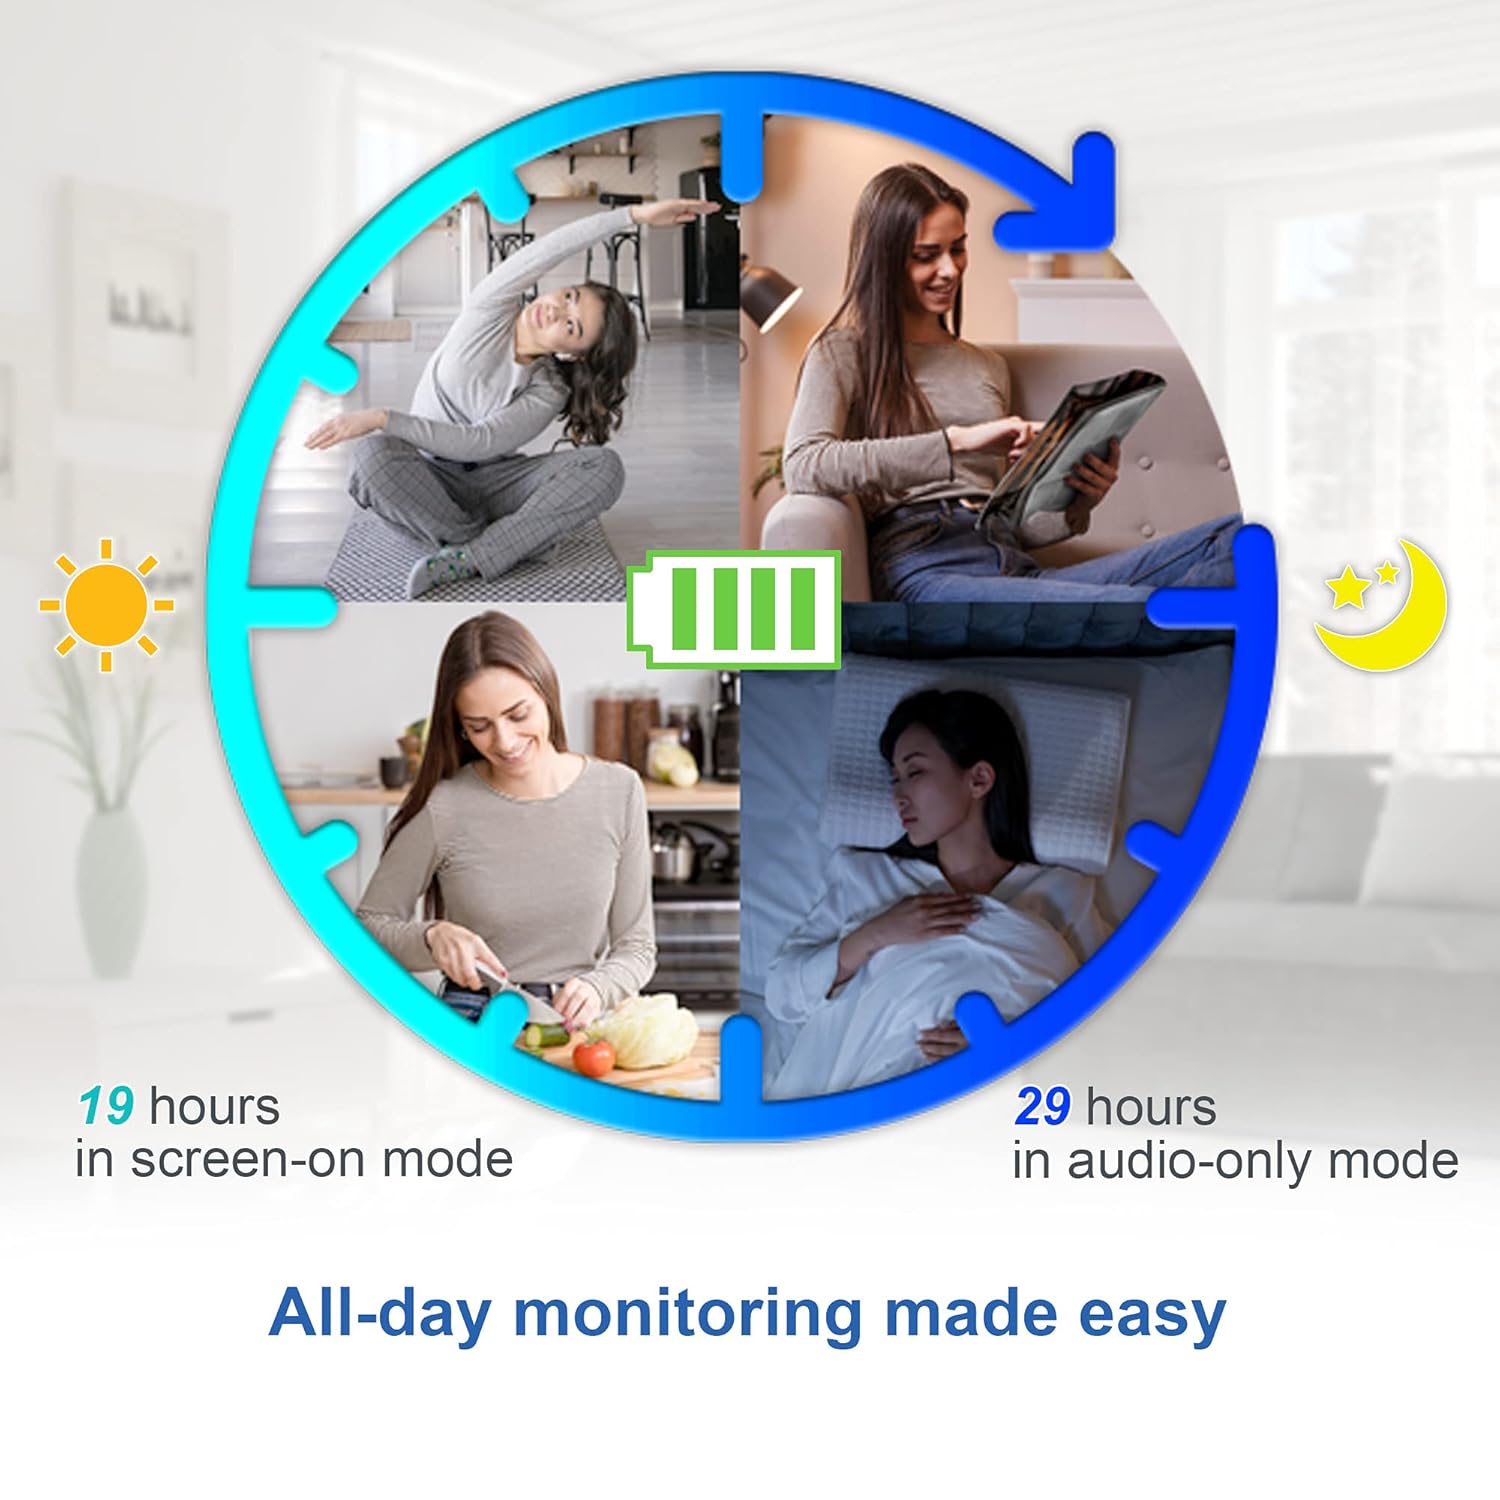 19 hours
in screen-on mode
29 hours
in audio-only mode
All-day monitoring made easy